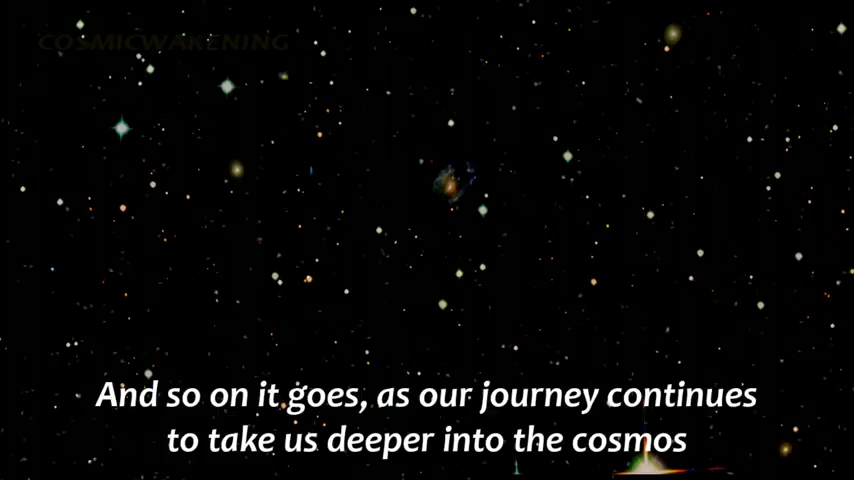 COSMICWAKENING
And so on it goes, as our journey continues
to take us deeper into the cosmos